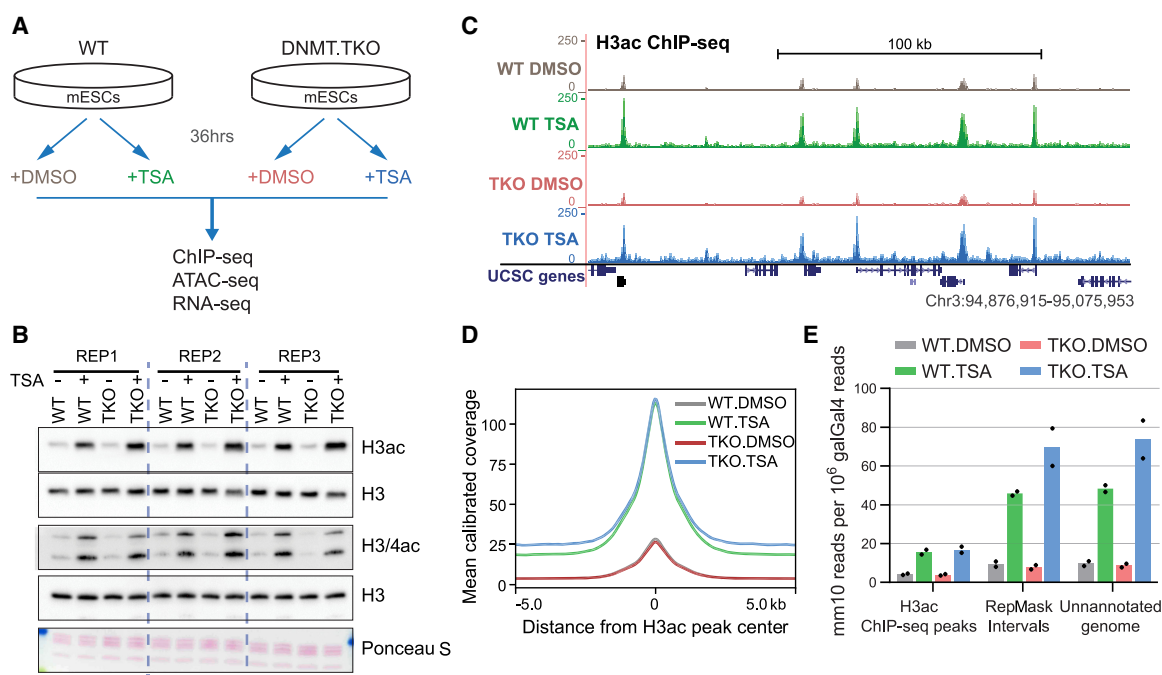 A
WT
DNMT.TKO
mESCs
mESCs
36hrs
+DMSO
+TSA
+DMSO
+TSA
ChIP-seq
ATAC-seq
RNA-seq
B
REP1
REP2
REP3
TSA
- + - + - + - + - + - +
WT WT TKO TKO WT WT TKO TKO WT WT TKO TKO
H3ac
H3
H3/4ac
H3
Ponceau S
C
H3ac ChIP-seq
100 kb
250
WT DMSO
0
250
WT TSA
0
250
TKO DMSO
0
250
TKO TSA
0
UCSC genes
Chr3:94,876,915-95,075,953
D
Mean calibrated coverage
100
75
50
25
0
WT.DMSO
WT.TSA
TKO.DMSO
TKO.TSA
-5.0
0
5.0 kb
Distance from H3ac peak center
E
WT.DMSO
TKO.DMSO
WT.TSA
TKO.TSA
mm10 reads per 10⁶ galGal4 reads
100
80
60
40
20
0
H3ac
ChIP-seq peaks
RepMask
Intervals
Unnannotated
genome